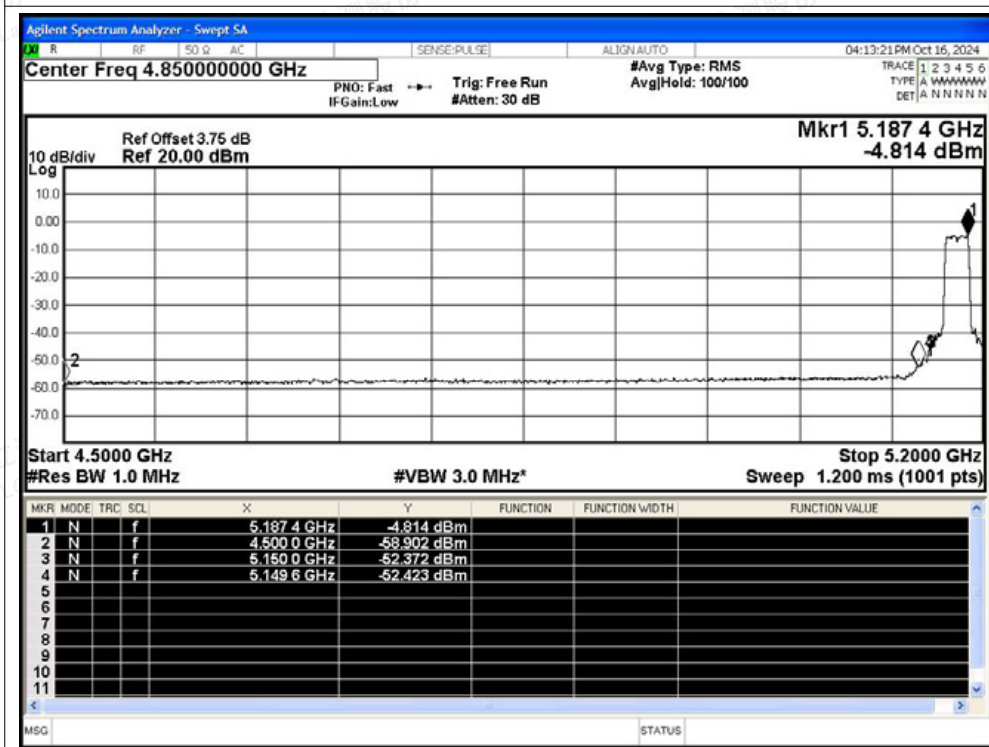 Agilent Spectrum Analyzer - Swept SA
LXI R RF 50 Ω AC SENSE:PULSE ALIGN AUTO 04:13:21 PM Oct 16, 2024
Center Freq 4.850000000 GHz #Avg Type: RMS TRACE 1 2 3 4 5 6
PNO: Fast Trig: Free Run Avg|Hold: 100/100 TYPE A WWWWW
IFGain:Low #Atten: 30 dB DET A N N N N N
Mkr1 5.187 4 GHz
Ref Offset 3.75 dB
10 dB/div Ref 20.00 dBm -4.814 dBm
Log
10.0
1
0.00
-10.0
-20.0
-30.0
-40.0
-50.0
2
-60.0
-70.0
Start 4.5000 GHz Stop 5.2000 GHz
#Res BW 1.0 MHz #VBW 3.0 MHz* Sweep 1.200 ms (1001 pts)
MKR MODE TRC SCL X Y FUNCTION FUNCTION WIDTH FUNCTION VALUE
1 N f 5.187 4 GHz -4.814 dBm
2 N f 4.500 0 GHz -58.902 dBm
3 N f 5.150 0 GHz -52.372 dBm
4 N f 5.149 6 GHz -52.423 dBm
5
6
7
8
9
10
11
MSG STATUS